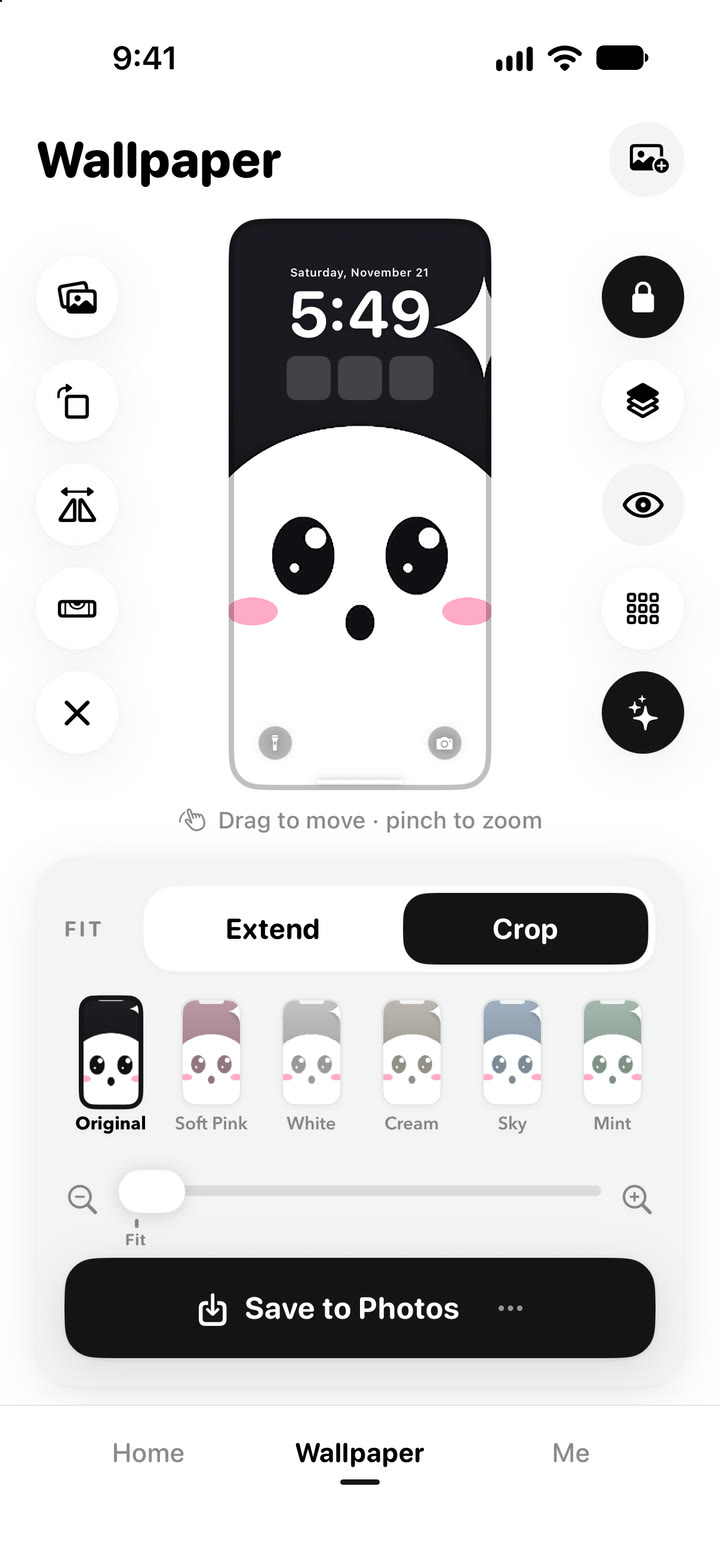 9:41
Wallpaper
Saturday, November 21
5:49
Drag to move · pinch to zoom
FIT
Extend
Crop
Original
Soft Pink
White
Cream
Sky
Mint
Fit
Save to Photos
Home
Wallpaper
Me